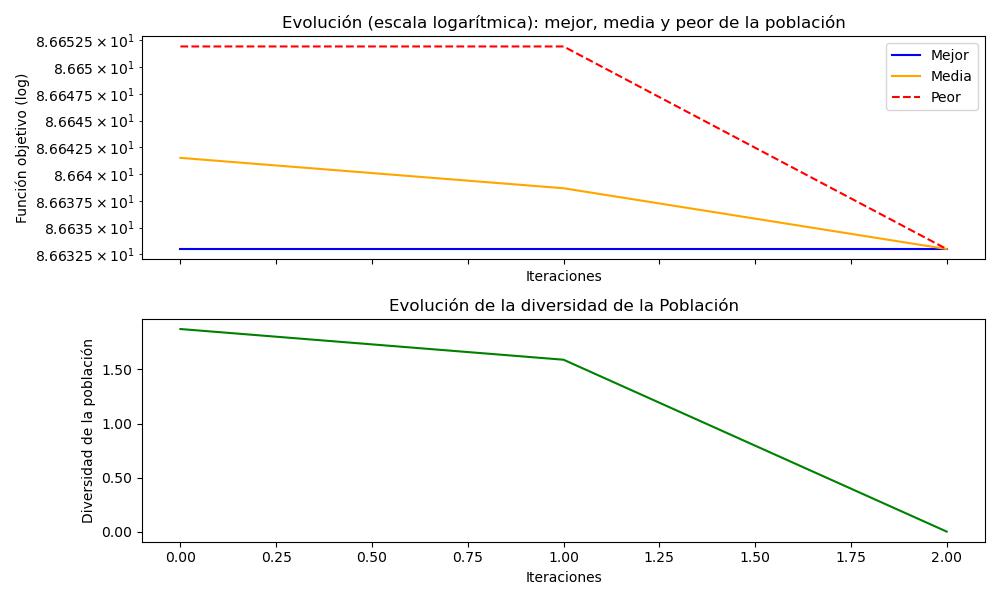 Evolución (escala logarítmica): mejor, media y peor de la población
Función objetivo (log)
8.66525 × 10¹
8.665 × 10¹
8.66475 × 10¹
8.6645 × 10¹
8.66425 × 10¹
8.664 × 10¹
8.66375 × 10¹
8.6635 × 10¹
8.66325 × 10¹
Mejor
Media
Peor
Iteraciones
Evolución de la diversidad de la Población
Diversidad de la población
1.50
1.00
0.50
0.00
0.00 0.25 0.50 0.75 1.00 1.25 1.50 1.75 2.00
Iteraciones